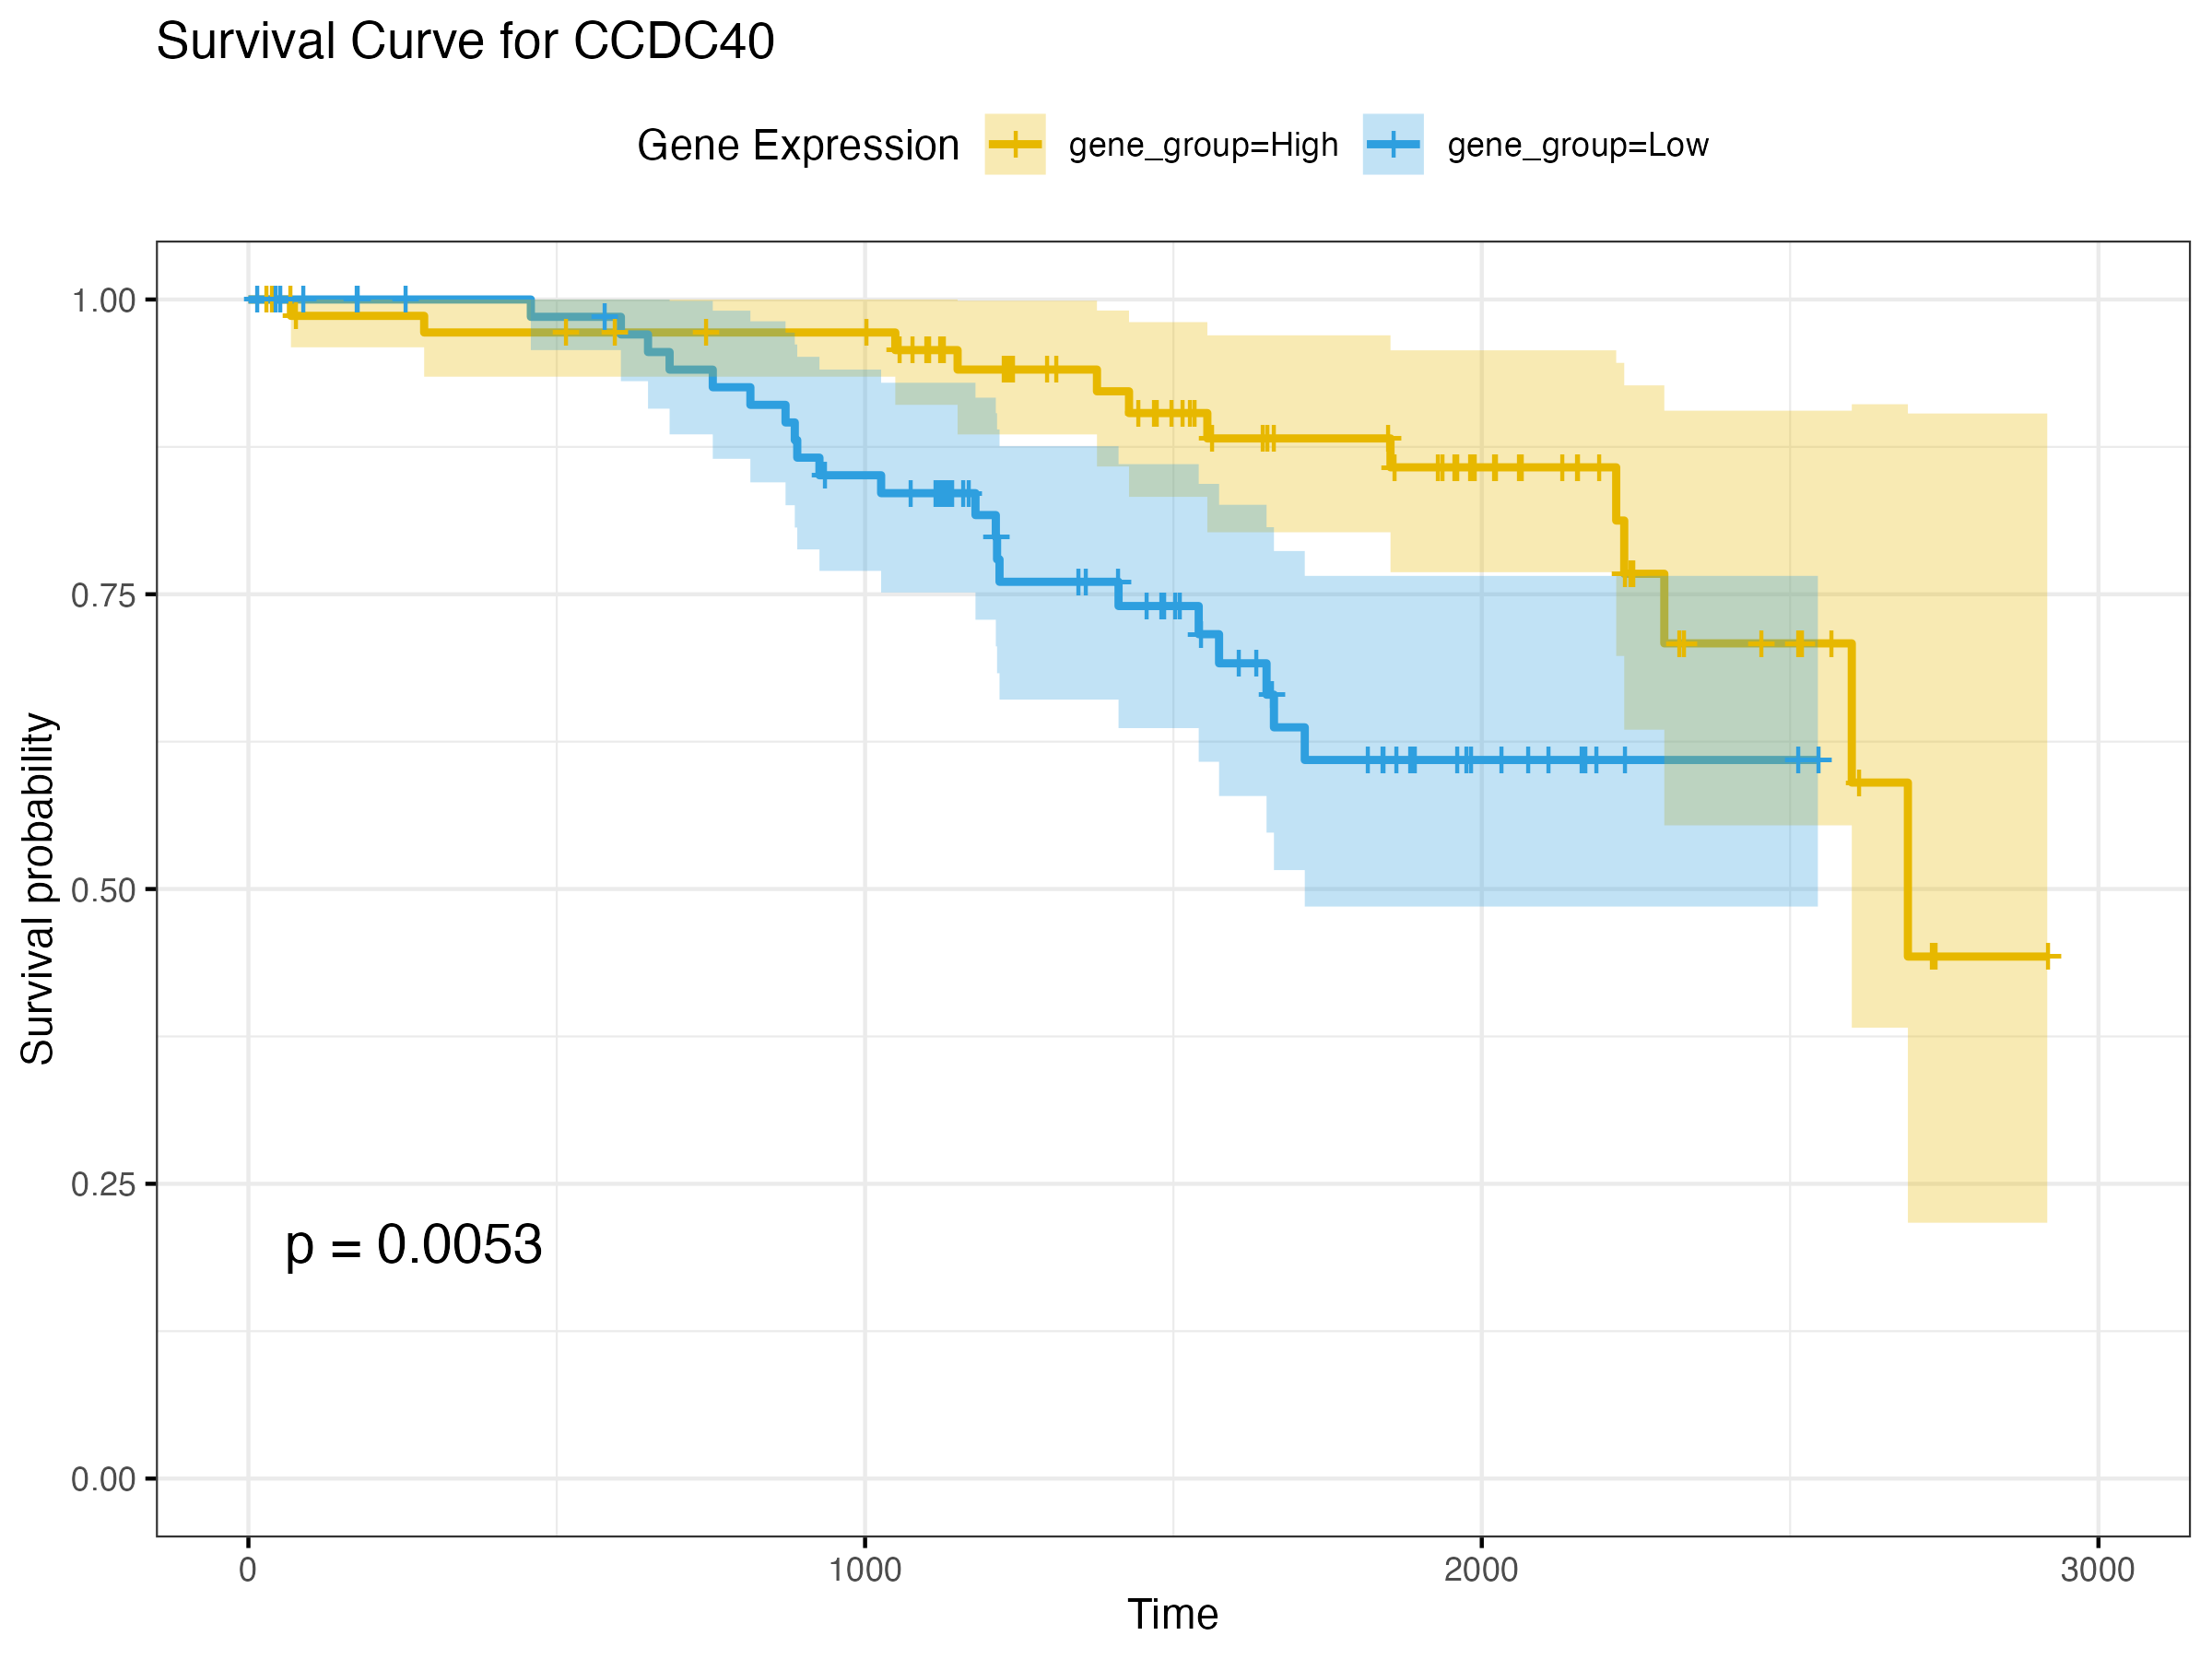 Survival Curve for CCDC40
Gene Expression gene_group=High gene_group=Low
Survival probability
1.00
0.75
0.50
0.25
0.00
p = 0.0053
0 1000 2000 3000
Time